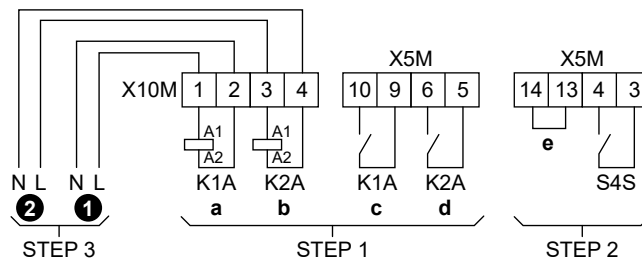 X5M X5M
X10M 1 2 3 4 10 9 6 5 14 13 4 3
A1 A1
A2 A2
e
N L N L K1A K2A K1A K2A S4S
2 1 a b c d
STEP 3 STEP 1 STEP 2